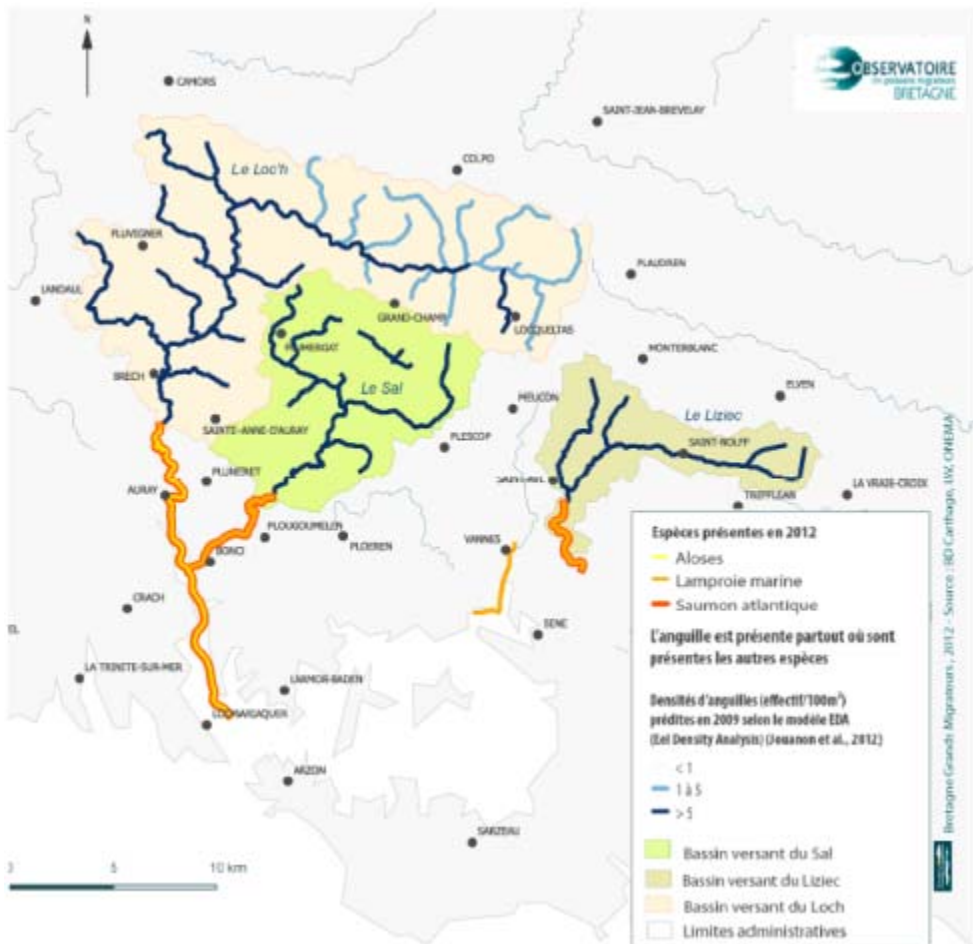 N
CAMORS
OBSERVATOIRE
des poissons migrateurs
BRETAGNE
SAINT-JEAN-BREVELAY
COLPO
Le Loc'h
PLUVIGNER
PLAUDREN
LANDAUL
GRAND-CHAMP
LOCQUELTAS
PLUMERGAT
MONTERBLANC
BRECH
Le Sal
ELVEN
MEUCON
Le Liziec
SAINTE-ANNE-D'AURAY
PLESCOP
SAINT-NOLFF
PLUNERET
SAINT-AVE
AURAY
LA VRAIE-CROIX
TREFFLEAN
PLOUGOUMELEN
PLOEREN
VANNES
BONO
CRACH
SENE
LA TRINITE-SUR-MER
LARMOR-BADEN
LOCMARIAQUER
ARZON
SARZEAU
5
10 km
Espèces présentes en 2012
Aloses
Lamproie marine
Saumon atlantique
L'anguille est présente partout où sont
présentes les autres espèces
Densités d'anguilles (effectif/100m²)
prédites en 2009 selon le modèle EDA
(Eel Density Analysis) (Jouanon et al., 2012)
< 1
1 à 5
> 5
Bassin versant du Sal
Bassin versant du Liziec
Bassin versant du Loch
Limites administratives
Bretagne Grands Migrateurs, 2012 - Source : BD Carthage, ONEMA